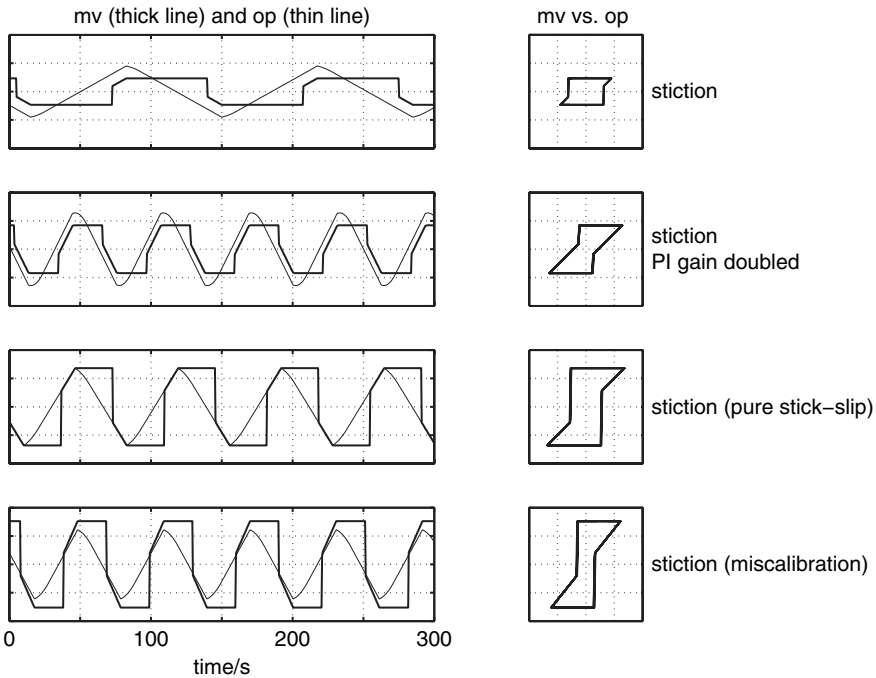 mv (thick line) and op (thin line)
mv vs. op
stiction
stiction
PI gain doubled
stiction (pure stick−slip)
stiction (miscalibration)
0
100
200
300
time/s